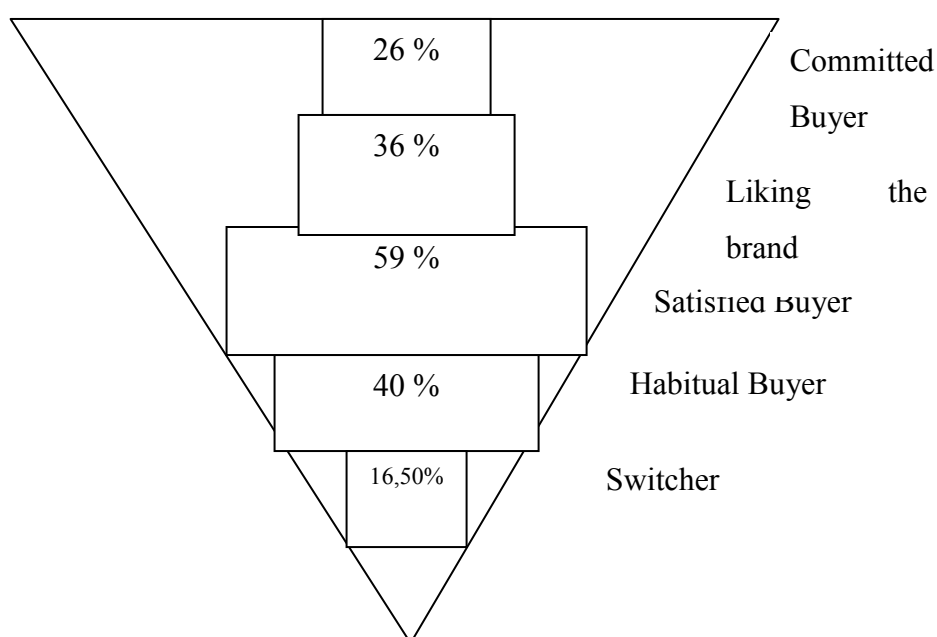 26 %
Committed
Buyer
36 %
Liking the
brand
59 %
Satisfied Buyer
40 %
Habitual Buyer
16,50%
Switcher